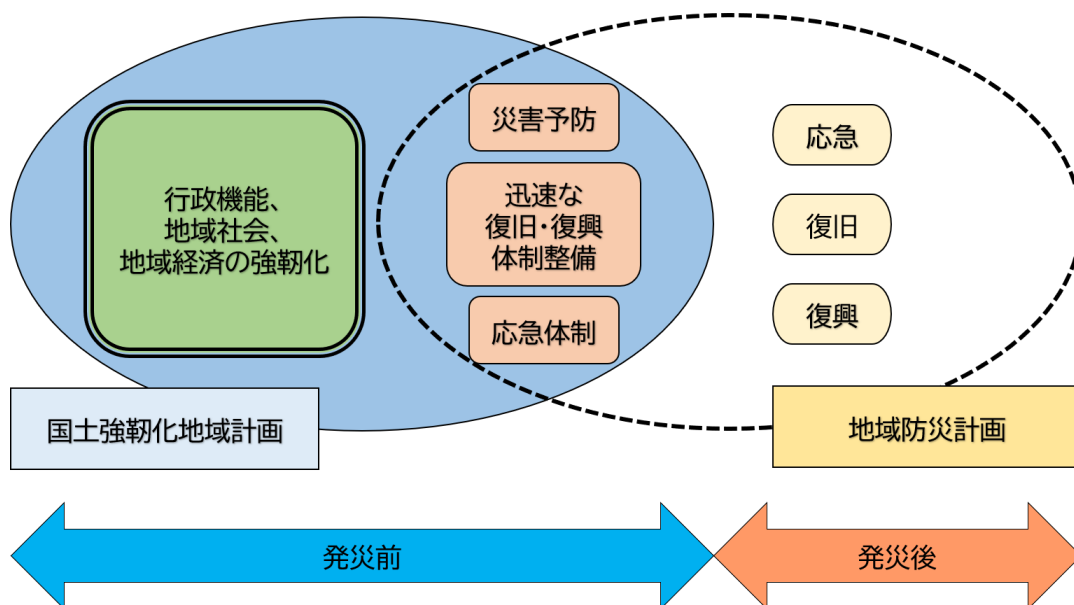 行政機能、
地域社会、
地域経済の強靭化
災害予防
迅速な
復旧・復興
体制整備
応急体制
応急
復旧
復興
国土強靭化地域計画
地域防災計画
発災前
発災後